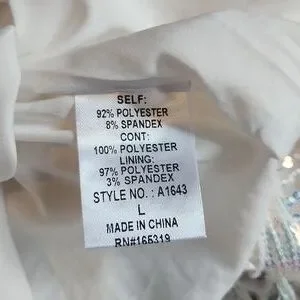 SELF:
92% POLYESTER
8% SPANDEX
CONT:
100% POLYESTER
LINING:
97% POLYESTER
3% SPANDEX
STYLE NO. : A1643
L
MADE IN CHINA
RN#165319